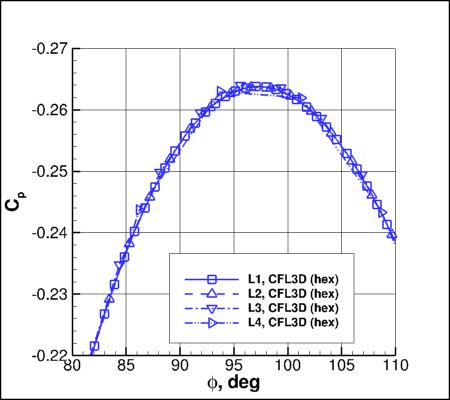 -0.27
-0.26
-0.25
-0.24
-0.23
-0.22
Cp
L1, CFL3D (hex)
L2, CFL3D (hex)
L3, CFL3D (hex)
L4, CFL3D (hex)
80 85 90 95 100 105 110
ϕ, deg